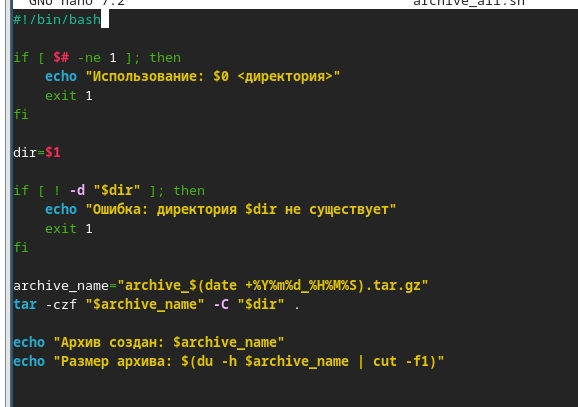 GNU nano 7.2 archive_all.sh
#!/bin/bash
if [ $# -ne 1 ]; then
    echo "Использование: $0 <директория>"
    exit 1
fi
dir=$1
if [ ! -d "$dir" ]; then
    echo "Ошибка: директория $dir не существует"
    exit 1
fi
archive_name="archive_$(date +%Y%m%d_%H%M%S).tar.gz"
tar -czf "$archive_name" -C "$dir" .
echo "Архив создан: $archive_name"
echo "Размер архива: $(du -h $archive_name | cut -f1)"